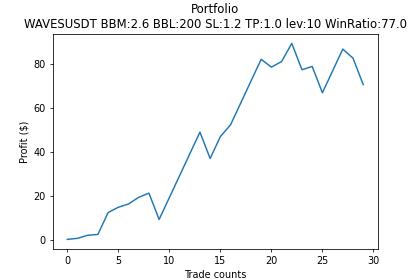 Portfolio
WAVESUSDT BBM:2.6 BBL:200 SL:1.2 TP:1.0 lev:10 WinRatio:77.0
80
60
40
20
0
Profit ($)
0 5 10 15 20 25 30
Trade counts